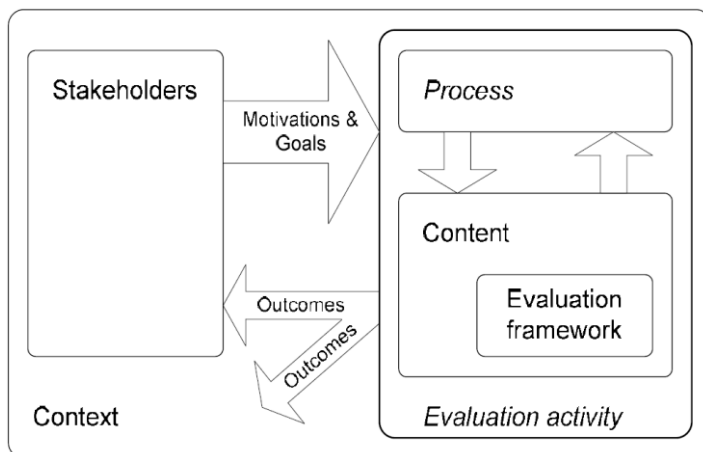 Stakeholders
Motivations &
Goals
Process
Content
Evaluation
framework
Outcomes
Outcomes
Context
Evaluation activity